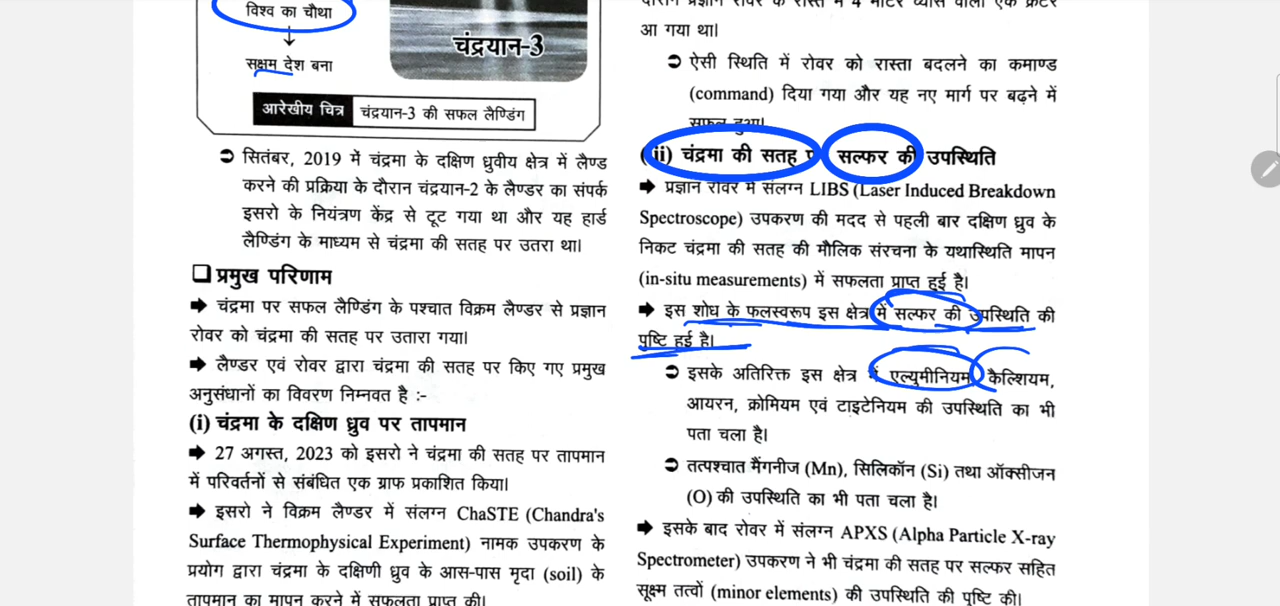 विश्व का चौथा
सक्षम देश बना
चंद्रयान-3
आरेखीय चित्र चंद्रयान-3 की सफल लैण्डिंग
➲ सितंबर, 2019 में चंद्रमा के दक्षिण ध्रुवीय क्षेत्र में लैण्ड
करने की प्रक्रिया के दौरान चंद्रयान-2 के लैण्डर का संपर्क
इसरो के नियंत्रण केंद्र से टूट गया था और यह हार्ड
लैण्डिंग के माध्यम से चंद्रमा की सतह पर उतरा था।
❑ प्रमुख परिणाम
➡ चंद्रमा पर सफल लैण्डिंग के पश्चात विक्रम लैण्डर से प्रज्ञान
रोवर को चंद्रमा की सतह पर उतारा गया।
➡ लैण्डर एवं रोवर द्वारा चंद्रमा की सतह पर किए गए प्रमुख
अनुसंधानों का विवरण निम्नवत है :-
(i) चंद्रमा के दक्षिण ध्रुव पर तापमान
➡ 27 अगस्त, 2023 को इसरो ने चंद्रमा की सतह पर तापमान
में परिवर्तनों से संबंधित एक ग्राफ प्रकाशित किया।
➡ इसरो ने विक्रम लैण्डर में संलग्न ChaSTE (Chandra's
Surface Thermophysical Experiment) नामक उपकरण के
प्रयोग द्वारा चंद्रमा के दक्षिणी ध्रुव के आस-पास मृदा (soil) के
तापमान का मापन करने में सफलता प्राप्त की।
दौरान प्रज्ञान रोवर के रास्ते में 4 मीटर व्यास वाला एक क्रेटर
आ गया था।
➲ ऐसी स्थिति में रोवर को रास्ता बदलने का कमाण्ड
(command) दिया गया और यह नए मार्ग पर बढ़ने में
सफल हुआ।
(ii) चंद्रमा की सतह पर सल्फर की उपस्थिति
➡ प्रज्ञान रोवर में संलग्न LIBS (Laser Induced Breakdown
Spectroscope) उपकरण की मदद से पहली बार दक्षिण ध्रुव के
निकट चंद्रमा की सतह की मौलिक संरचना के यथास्थिति मापन
(in-situ measurements) में सफलता प्राप्त हुई है।
➡ इस शोध के फलस्वरूप इस क्षेत्र में सल्फर की उपस्थिति की
पुष्टि हुई है।
➲ इसके अतिरिक्त इस क्षेत्र में एल्युमीनियम, कैल्शियम,
आयरन, क्रोमियम एवं टाइटेनियम की उपस्थिति का भी
पता चला है।
➲ तत्पश्चात मैंगनीज (Mn), सिलिकॉन (Si) तथा ऑक्सीजन
(O) की उपस्थिति का भी पता चला है।
➡ इसके बाद रोवर में संलग्न APXS (Alpha Particle X-ray
Spectrometer) उपकरण ने भी चंद्रमा की सतह पर सल्फर सहित
सूक्ष्म तत्वों (minor elements) की उपस्थिति की पुष्टि की।